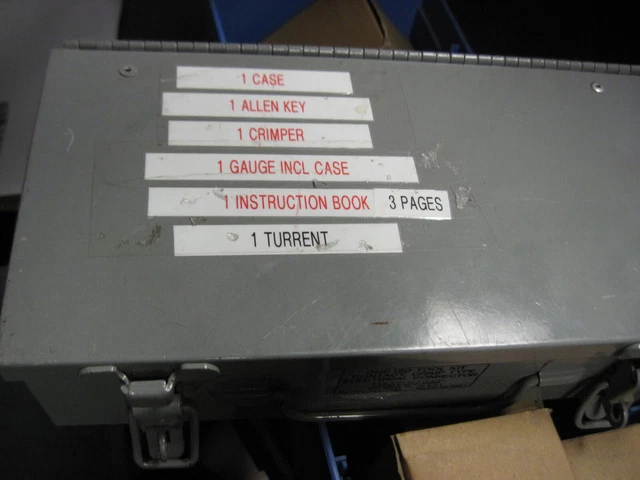 1 CASE
1 ALLEN KEY
1 CRIMPER
1 GAUGE INCL CASE
1 INSTRUCTION BOOK 3 PAGES
1 TURRENT